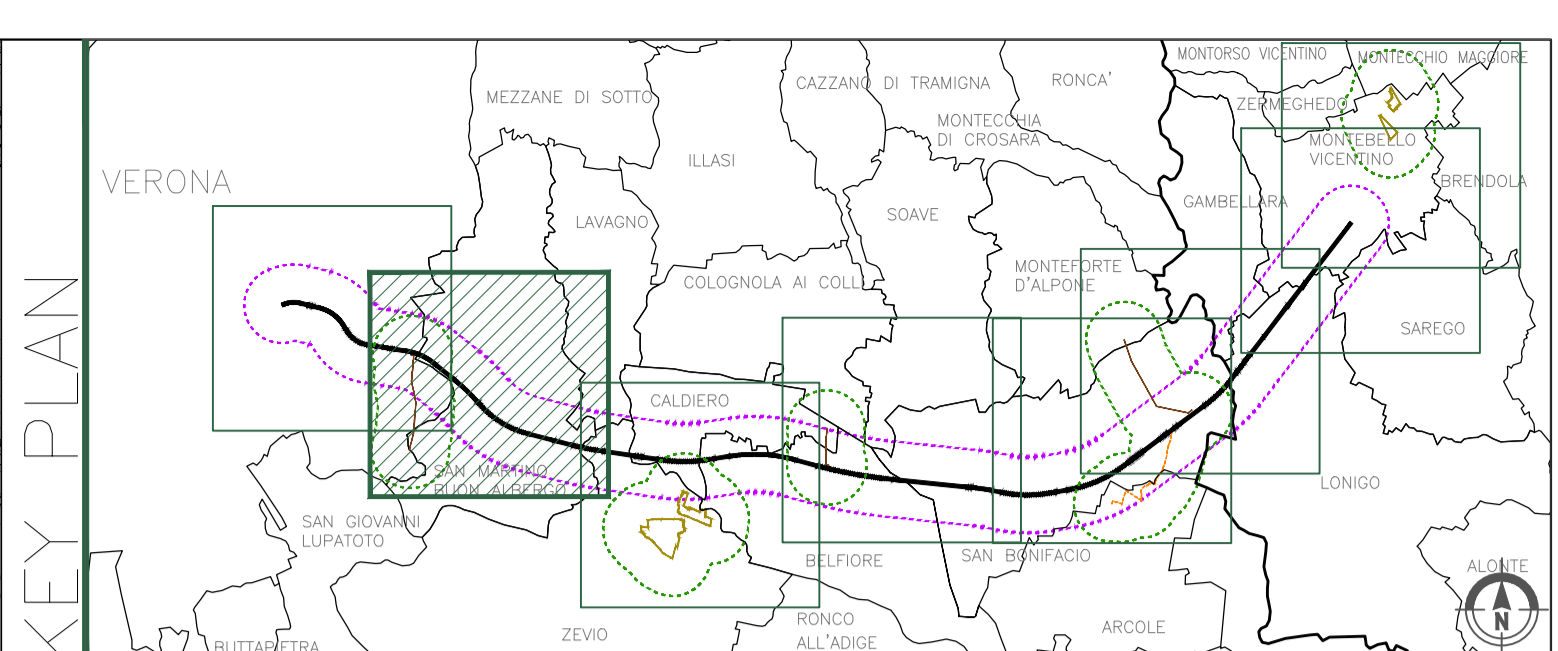 KEY PLAN
MONTORSO VICENTINO
MONTECCHIO MAGGIORE
MEZZANE DI SOTTO
CAZZANO DI TRAMIGNA
RONCA'
ZERMEGHEDO
MONTECCHIA
DI CROSARA
MONTEBELLO
VICENTINO
ILLASI
VERONA
BRENDOLA
GAMBELLARA
LAVAGNO
SOAVE
MONTEFORTE
D'ALPONE
COLOGNOLA AI COLLI
SAREGO
CALDIERO
SAN MARTINO
BUON ALBERGO
LONIGO
SAN GIOVANNI
LUPATOTO
BELFIORE
SAN BONIFACIO
ALONTE
N
RONCO
ALL'ADIGE
ZEVIO
ARCOLE
BUTTAPIETRA